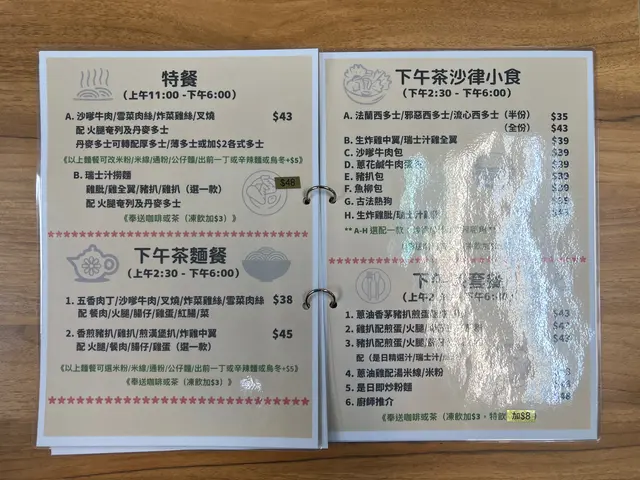 特餐
(上午11:00 -下午6:00)
A. 沙嗲牛肉/雪菜肉絲/炸菜雞絲/叉燒 $43
配 火腿奄列及丹麥多士
丹麥多士可轉配厚多士/薄多士或加$2各式多士
《以上麵餐可改米粉/米線/通粉/公仔麵/出前一丁或辛辣麵或烏冬+$5》
B. 瑞士汁撈麵 $48
雞肶/雞全翼/豬扒/雞扒（選一款）
配 火腿奄列及丹麥多士
《奉送咖啡或茶（凍飲加$3）》
下午茶麵餐
(上午2:30 - 下午6:00)
1. 五香肉丁/沙嗲牛肉/叉燒/炸菜雞絲/雪菜肉絲 $38
配 餐肉/火腿/腸仔/雞蛋/紅腸/菜
2. 香煎豬扒/雞扒/煎漢堡扒/炸雞中翼 $45
配 火腿/餐肉/腸仔/雞蛋（選一款）
《以上麵餐可選米粉/米線/通粉/公仔麵/出前一丁或辛辣麵或烏冬+$5》
《奉送咖啡或茶（凍飲加$3）》
下午茶沙律小食
(下午2:30 - 下午6:00)
A. 法蘭西多士/邪惡西多士/流心西多士（半份） $35
(全份) $43
B. 生炸雞中翼/瑞士汁雞全翼 $39
C. 沙嗲牛肉包 $39
D. 蔥花鹹牛肉蛋 $39
E. 豬扒包 $39
F. 魚柳包 $39
G. 古法熱狗
H. 生炸雞肶/瑞士汁雞
** A-H 選配一款
下午 套餐
(上午2 下午6:00)
1. 蔥油香茅豬扒煎蛋 $43
2. 雞扒配煎蛋/火腿/
3. 豬扒配煎蛋/火腿/ $43
配（是日精選汁/瑞士汁/
4. 蔥油雞配湯米線/米粉
5. 是日即炒粉麵
6. 廚師推介
《奉送咖啡或茶（凍飲加$3，特飲 加$8）